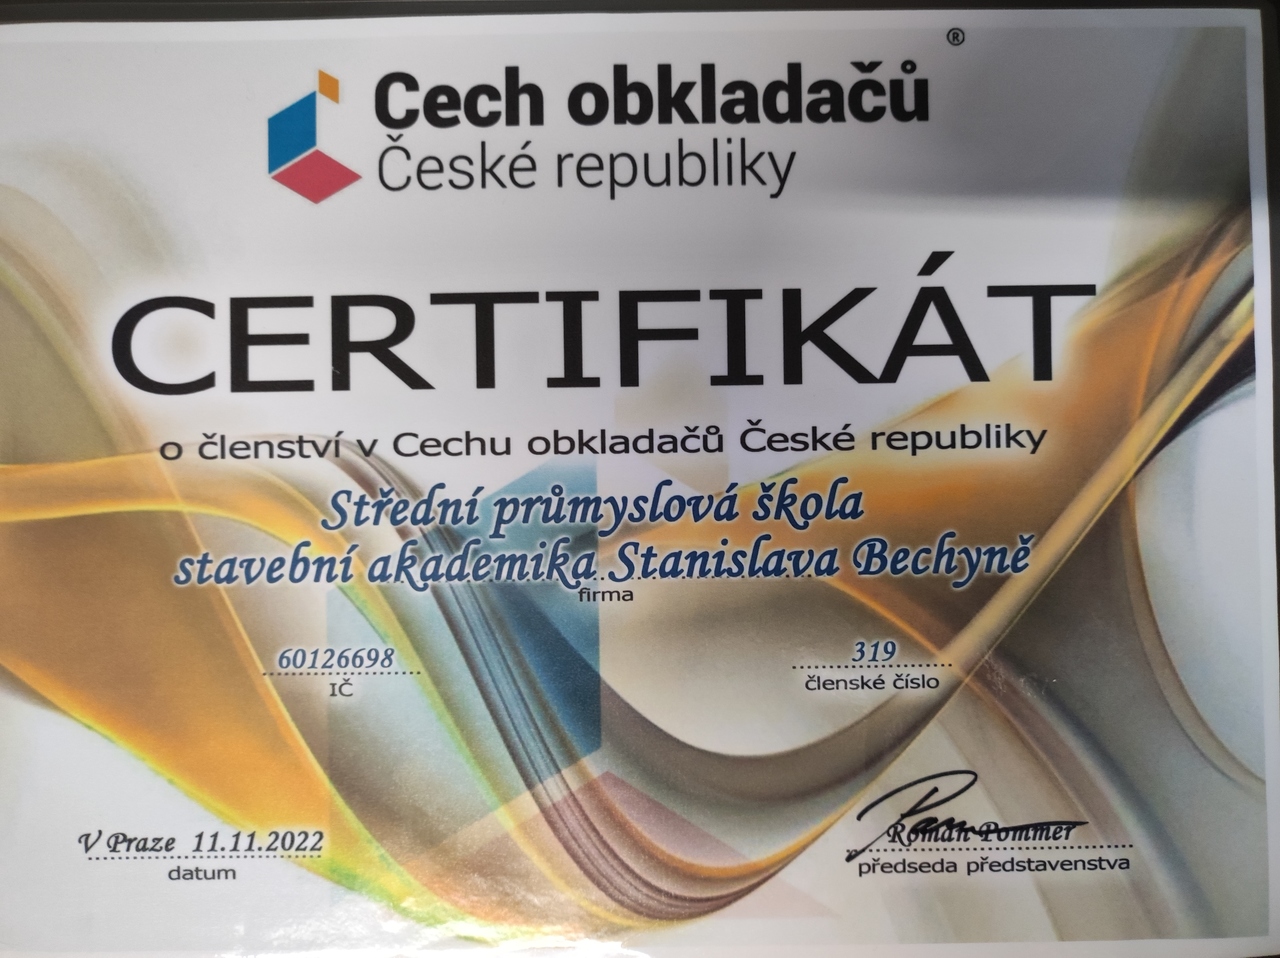 Cech obkladačů ®
České republiky
CERTIFIKÁT
o členství v Cechu obkladačů České republiky
Střední průmyslová škola
stavební akademika Stanislava Bechyně
firma
60126698
IČ
319
členské číslo
V Praze 11.11.2022
datum
Roman Pommer
předseda představenstva